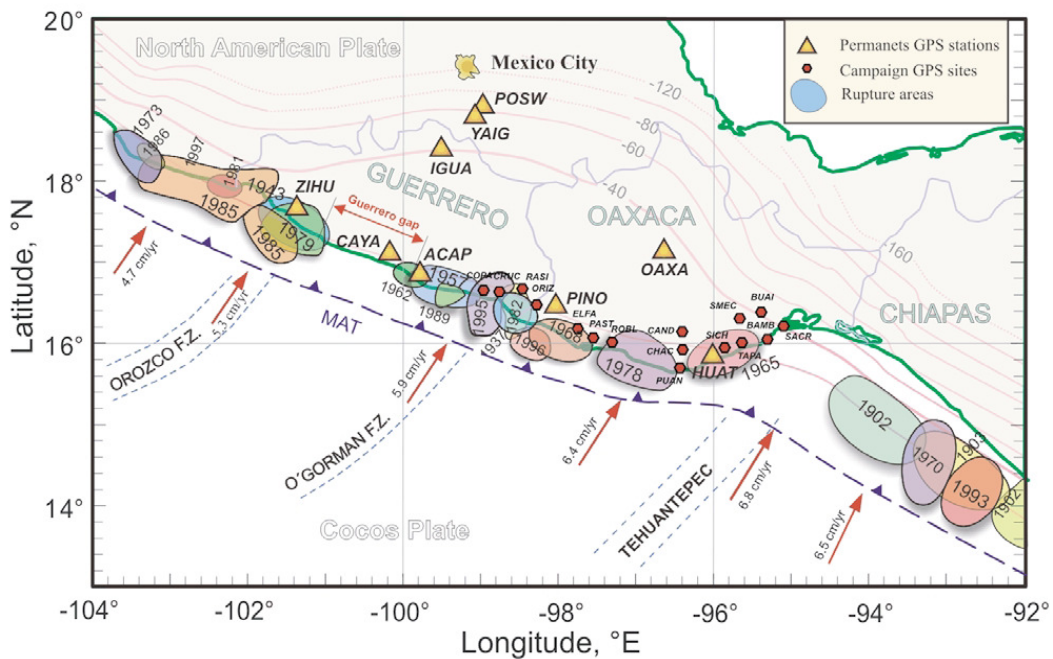 20°
18°
16°
14°
Latitude, °N
-104°
-102°
-100°
-98°
-96°
-94°
-92°
Longitude, °E
North American Plate
Mexico City
Permanets GPS stations
Campaign GPS sites
Rupture areas
POSW
YAIG
IGUA
-120
-80
-60
-40
-160
GUERRERO
OAXACA
CHIAPAS
1973
1986
1997
1981
1943
ZIHU
1985
1979
1985
Guerrero gap
CAYA
ACAP
1962
1957
1989
COPA
CRUC
RASI
ORIZ
1995
1982
1937
1996
1968
PINO
ELFA
PAST
ROBL
OAXA
CAND
CHAC
PUAN
1978
SMEC
BUAI
SICH
BAMB
SACR
TAPA
HUAT
1965
1902
1903
1970
1993
1902
MAT
4.7 cm/yr
5.3 cm/yr
5.9 cm/yr
6.4 cm/yr
6.8 cm/yr
6.5 cm/yr
OROZCO F.Z.
O´GORMAN F.Z.
TEHUANTEPEC
Cocos Plate